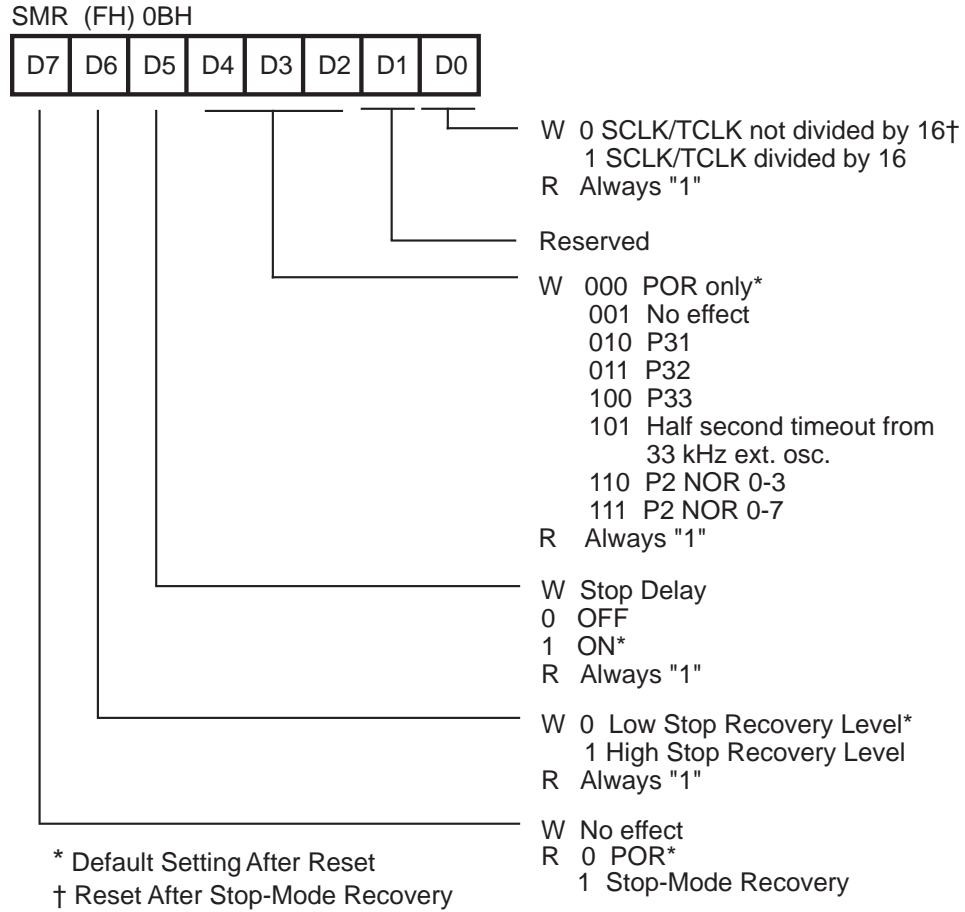 SMR (FH) 0BH
D7 D6 D5 D4 D3 D2 D1 D0
W 0 SCLK/TCLK not divided by 16†
1 SCLK/TCLK divided by 16
R Always "1"
Reserved
W 000 POR only*
001 No effect
010 P31
011 P32
100 P33
101 Half second timeout from
33 kHz ext. osc.
110 P2 NOR 0-3
111 P2 NOR 0-7
R Always "1"
W Stop Delay
0 OFF
1 ON*
R Always "1"
W 0 Low Stop Recovery Level*
1 High Stop Recovery Level
R Always "1"
W No effect
R 0 POR*
1 Stop-Mode Recovery
* Default Setting After Reset
† Reset After Stop-Mode Recovery